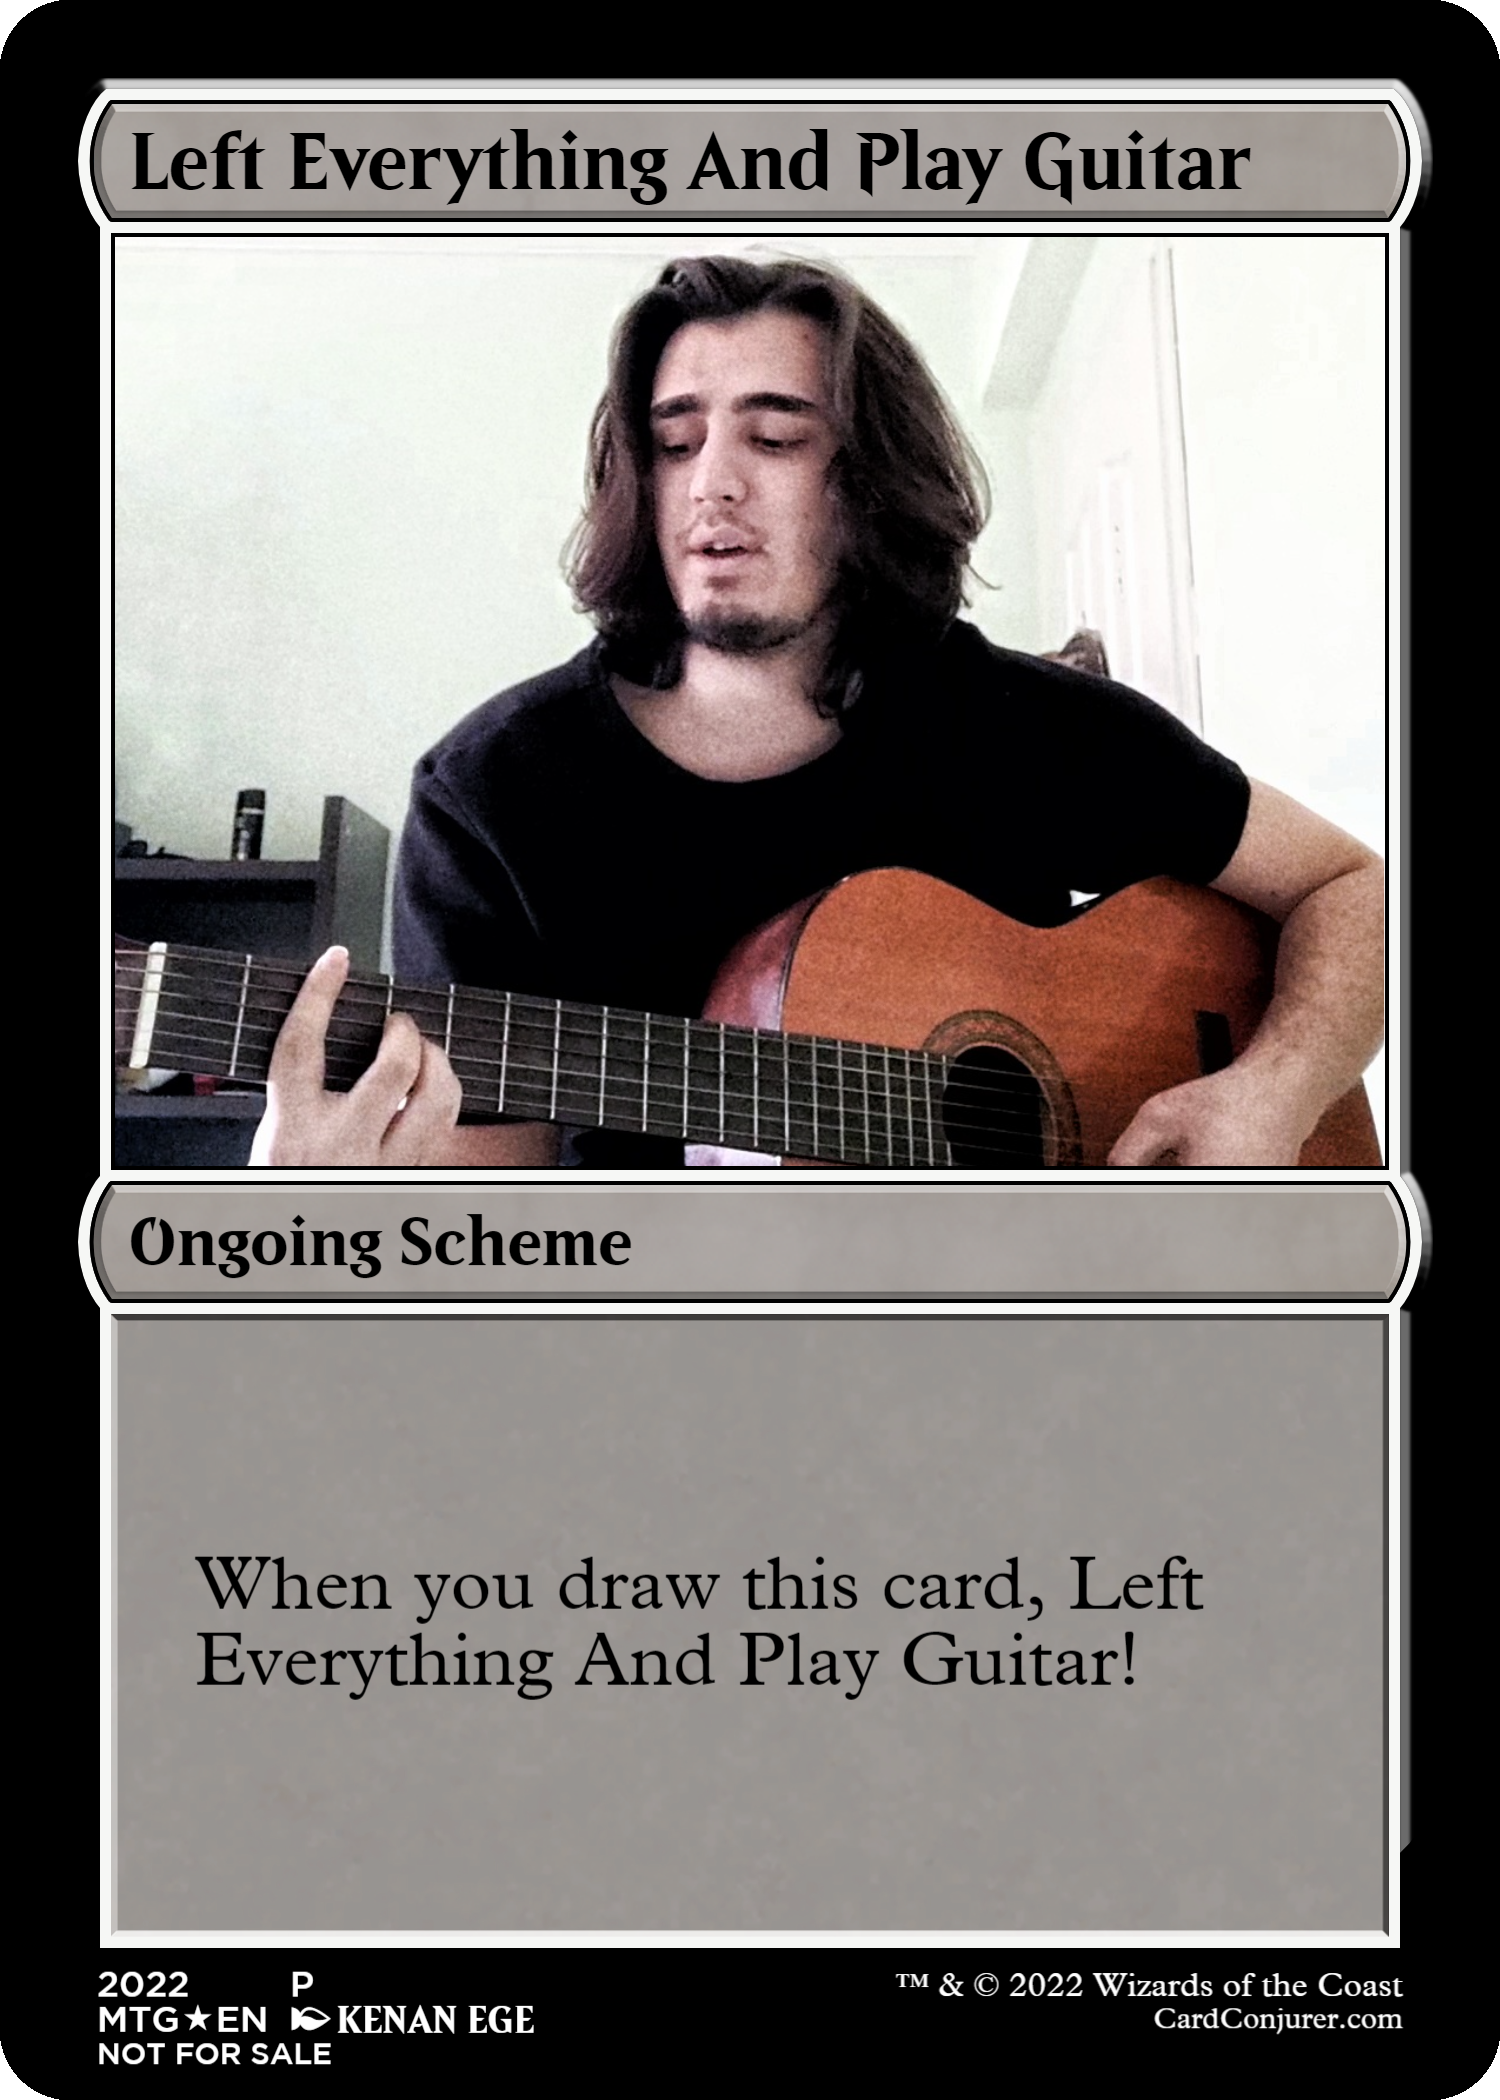 Left Everything And Play Guitar
Ongoing Scheme
When you draw this card, Left
Everything And Play Guitar!
2022 P
MTG★EN KENAN EGE
NOT FOR SALE
™ & © 2022 Wizards of the Coast
CardConjurer.com